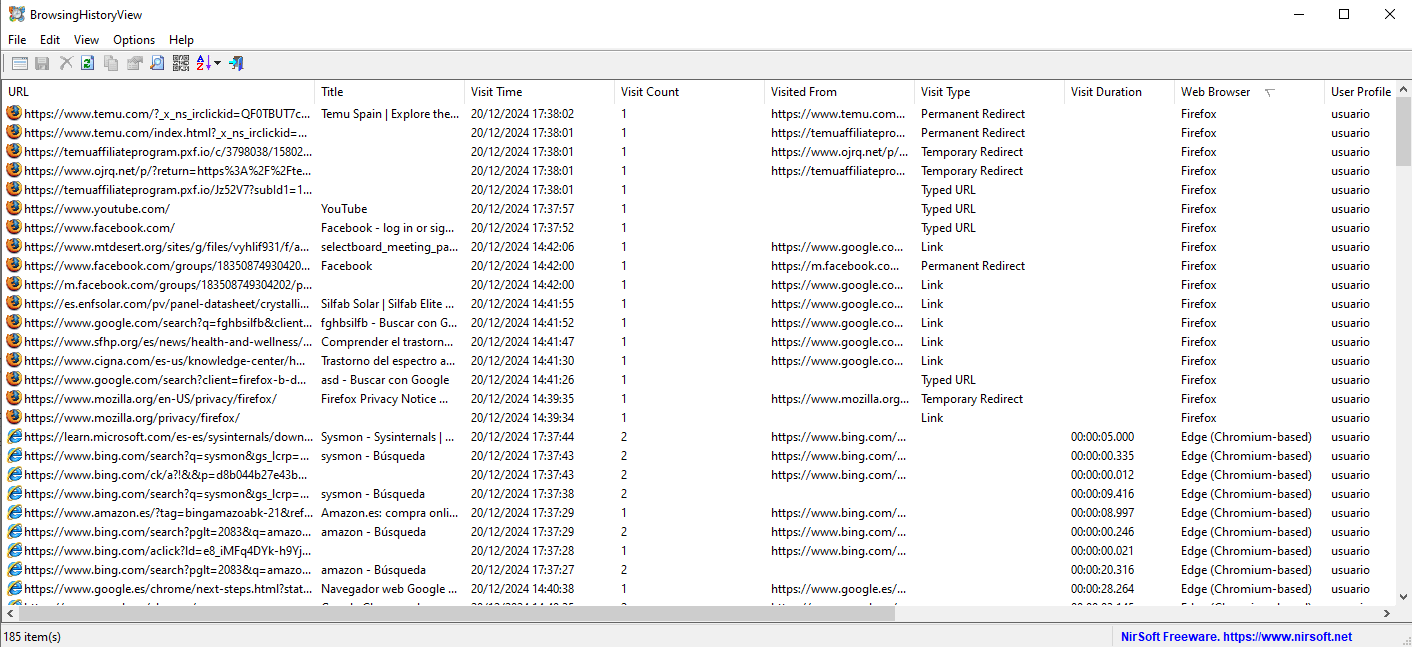 BrowsingHistoryView
File Edit View Options Help
URL Title Visit Time Visit Count Visited From Visit Type Visit Duration Web Browser User Profile
https://www.temu.com/?_x_ns_irclickid=QF0TBUT7c... Temu Spain | Explore the... 20/12/2024 17:38:02 1 https://www.temu.com... Permanent Redirect Firefox usuario
https://www.temu.com/index.html?_x_ns_irclickid=... 20/12/2024 17:38:01 1 https://temuaffiliatepro... Permanent Redirect Firefox usuario
https://temuaffiliateprogram.pxf.io/c/3798038/15802... 20/12/2024 17:38:01 1 https://www.ojrq.net/p/... Temporary Redirect Firefox usuario
https://www.ojrq.net/p/?return=https%3A%2F%2Fte... 20/12/2024 17:38:01 1 https://temuaffiliatepro... Temporary Redirect Firefox usuario
https://temuaffiliateprogram.pxf.io/Jz52V7?subId1=1... 20/12/2024 17:38:01 1 Typed URL Firefox usuario
https://www.youtube.com/ YouTube 20/12/2024 17:37:57 1 Typed URL Firefox usuario
https://www.facebook.com/ Facebook - log in or sig... 20/12/2024 17:37:52 1 Typed URL Firefox usuario
https://www.mtdesert.org/sites/g/files/vyhlif931/f/a... selectboard_meeting_pa... 20/12/2024 14:42:06 1 https://www.google.co... Link Firefox usuario
https://www.facebook.com/groups/18350874930420... Facebook 20/12/2024 14:42:00 1 https://m.facebook.co... Permanent Redirect Firefox usuario
https://m.facebook.com/groups/183508749304202/p... 20/12/2024 14:42:00 1 https://www.google.co... Link Firefox usuario
https://es.enfsolar.com/pv/panel-datasheet/crystalli... Silfab Solar | Silfab Elite ... 20/12/2024 14:41:55 1 https://www.google.co... Link Firefox usuario
https://www.google.com/search?q=fghbsilfb&client... fghbsilfb - Buscar con G... 20/12/2024 14:41:52 1 https://www.google.co... Link Firefox usuario
https://www.sfhp.org/es/news/health-and-wellness/... Comprender el trastorn... 20/12/2024 14:41:47 1 https://www.google.co... Link Firefox usuario
https://www.cigna.com/es-us/knowledge-center/h... Trastorno del espectro a... 20/12/2024 14:41:30 1 https://www.google.co... Link Firefox usuario
https://www.google.com/search?client=firefox-b-d... asd - Buscar con Google 20/12/2024 14:41:26 1 Typed URL Firefox usuario
https://www.mozilla.org/en-US/privacy/firefox/ Firefox Privacy Notice ... 20/12/2024 14:39:35 1 https://www.mozilla.org... Temporary Redirect Firefox usuario
https://www.mozilla.org/privacy/firefox/ 20/12/2024 14:39:34 1 Link Firefox usuario
https://learn.microsoft.com/es-es/sysinternals/down... Sysmon - Sysinternals | ... 20/12/2024 17:37:44 2 https://www.bing.com/... 00:00:05.000 Edge (Chromium-based) usuario
https://www.bing.com/search?q=sysmon&gs_lcrp=... sysmon - Búsqueda 20/12/2024 17:37:43 2 https://www.bing.com/... 00:00:00.335 Edge (Chromium-based) usuario
https://www.bing.com/ck/a?!&&p=d8b044b27e43b... 20/12/2024 17:37:43 2 https://www.bing.com/... 00:00:00.012 Edge (Chromium-based) usuario
https://www.bing.com/search?q=sysmon&gs_lcrp=... sysmon - Búsqueda 20/12/2024 17:37:38 2 00:00:09.416 Edge (Chromium-based) usuario
https://www.amazon.es/?tag=bingamazoabk-21&ref... Amazon.es: compra onli... 20/12/2024 17:37:29 1 https://www.bing.com/... 00:00:08.997 Edge (Chromium-based) usuario
https://www.bing.com/search?pglt=2083&q=amazo... amazon - Búsqueda 20/12/2024 17:37:29 2 https://www.bing.com/... 00:00:00.246 Edge (Chromium-based) usuario
https://www.bing.com/aclick?ld=e8_iMFq4DYk-h9Yj... 20/12/2024 17:37:28 1 https://www.bing.com/... 00:00:00.021 Edge (Chromium-based) usuario
https://www.bing.com/search?pglt=2083&q=amazo... amazon - Búsqueda 20/12/2024 17:37:27 2 00:00:20.316 Edge (Chromium-based) usuario
https://www.google.es/chrome/next-steps.html?stat... Navegador web Google ... 20/12/2024 14:40:38 1 https://www.google.es/... 00:00:28.264 Edge (Chromium-based) usuario
185 item(s)
NirSoft Freeware. https://www.nirsoft.net